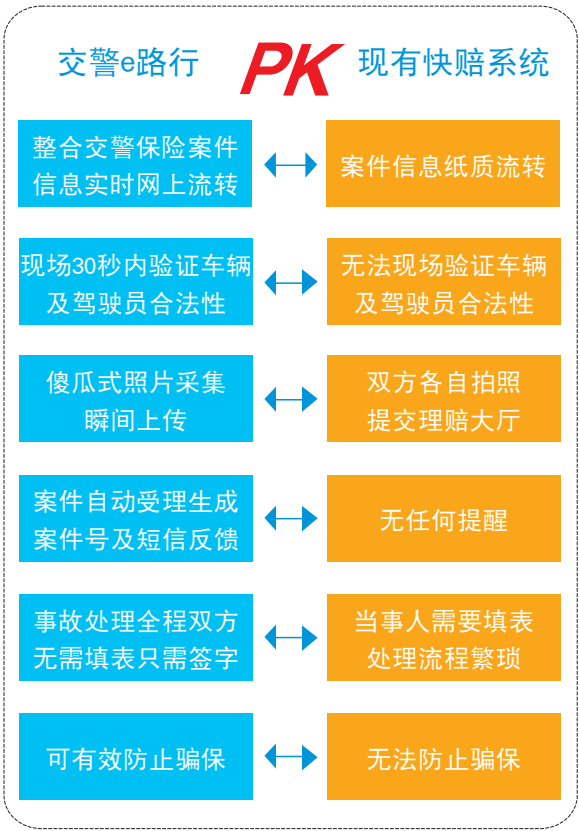 交警e路行 PK 现有快赔系统
整合交警保险案件
信息实时网上流转
案件信息纸质流转
现场30秒内验证车辆
及驾驶员合法性
无法现场验证车辆
及驾驶员合法性
傻瓜式照片采集
瞬间上传
双方各自拍照
提交理赔大厅
案件自动受理生成
案件号及短信反馈
无任何提醒
事故处理全程双方
无需填表只需签字
当事人需要填表
处理流程繁琐
可有效防止骗保
无法防止骗保